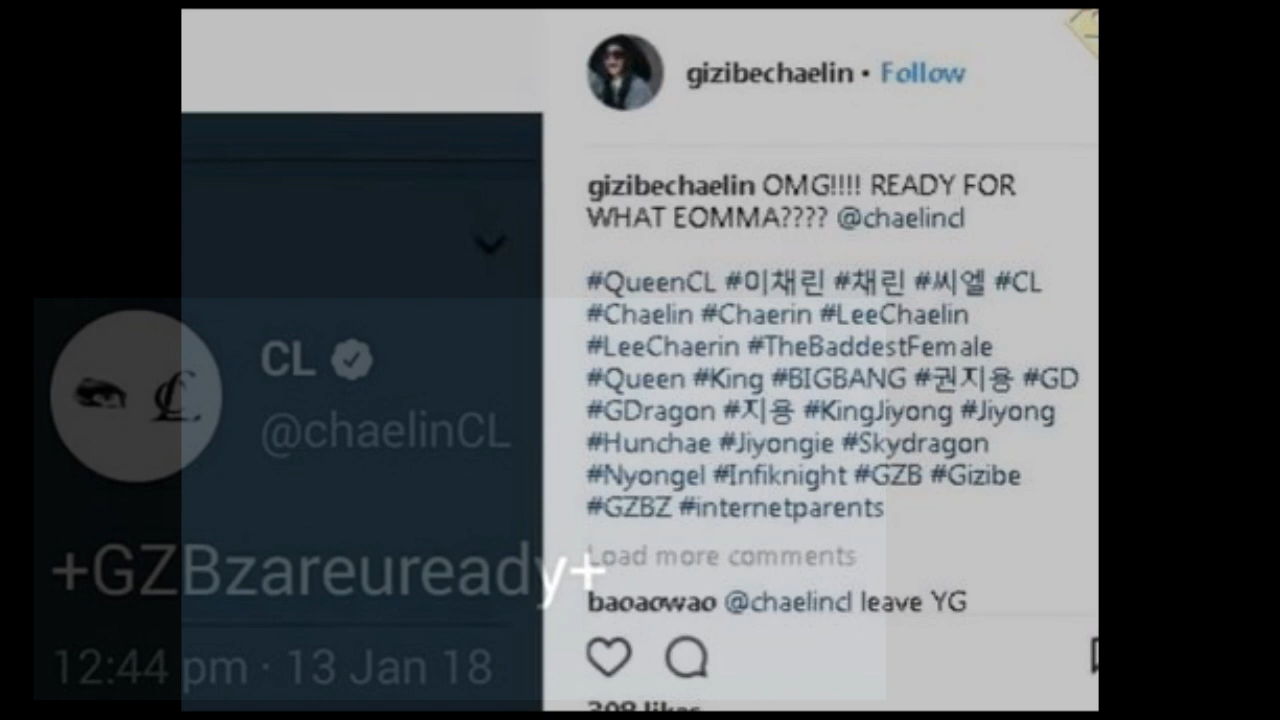 gizibechaelin • Follow
gizibechaelin OMG!!!! READY FOR
WHAT EOMMA???? @chaelincl
#QueenCL #이채린 #채린 #씨엘 #CL
#Chaelin #Chaerin #LeeChaelin
#LeeChaerin #TheBaddestFemale
#Queen #King #BIGBANG #권지용 #GD
#GDragon #지용 #KingJiyong #Jiyong
#Hunchae #Jiyongie #Skydragon
#Nyongel #Infiknight #GZB #Gizibe
#GZBZ #internetparents
Load more comments
baoaowao @chaelincl leave YG
308 likes
CL
@chaelinCL
+GZBzareuready+
12:44 pm · 13 Jan 18